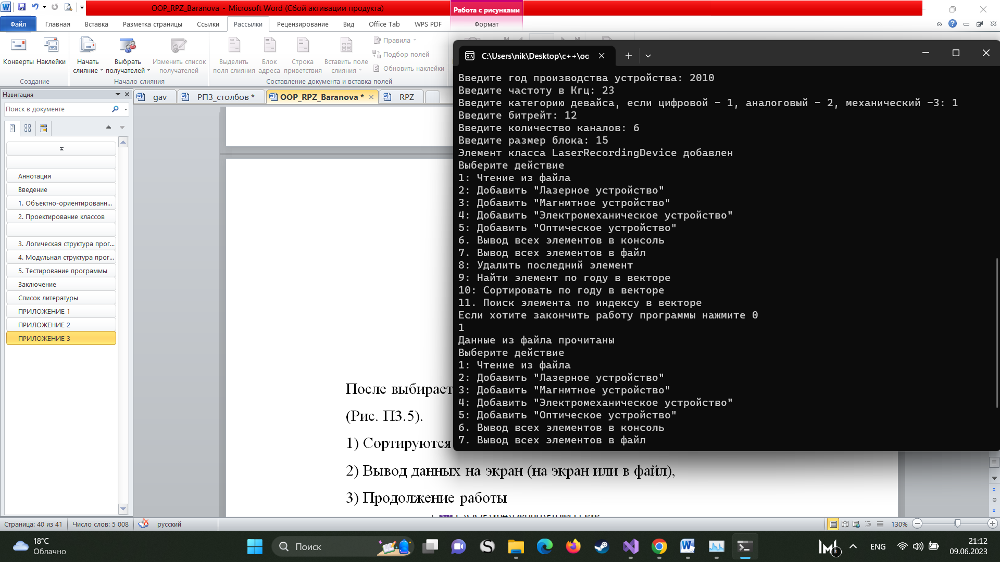 OOP_RPZ_Baranova - Microsoft Word (Сбой активации продукта)
Работа с рисунками
Файл
Главная
Вставка
Разметка страницы
Ссылки
Рассылки
Рецензирование
Вид
Office Tab
WPS PDF
Формат
Конверты
Наклейки
Начать слияние
Выбрать получателей
Изменить список получателей
Выделить поля слияния
Блок адреса
Строка приветствия
Вставить поле слияния
Правила
Подбор полей
Обновить наклейки
Создание
Начало слияния
Составление документа и вставка полей
Навигация
gav
РПЗ_столбов *
OOP_RPZ_Baranova *
RPZ
Поиск в документе
Аннотация
Введение
1. Объектно-ориентированн...
2. Проектирование классов
3. Логическая структура прог...
4. Модульная структура прог...
5. Тестирование программы
Заключение
Список литературы
ПРИЛОЖЕНИЕ 1
ПРИЛОЖЕНИЕ 2
ПРИЛОЖЕНИЕ 3
После выбирает
(Рис. П3.5).
1) Сортируются
2) Вывод данных на экран (на экран или в файл),
3) Продолжение работы
C:\Users\nik\Desktop\c++\oo
Введите год производства устройства: 2010
Введите частоту в Кгц: 23
Введите категорию девайса, если цифровой - 1, аналоговый - 2, механический -3: 1
Введите битрейт: 12
Введите количество каналов: 6
Введите размер блока: 15
Элемент класса LaserRecordingDevice добавлен
Выберите действие
1: Чтение из файла
2: Добавить "Лазерное устройство"
3: Добавить "Магнмтное устройство"
4: Добавить "Электромеханическое устройство"
5: Добавить "Оптическое устройство"
6. Вывод всех элементов в консоль
7. Вывод всех элементов в файл
8: Удалить последний элемент
9: Найти элемент по году в векторе
10: Сортировать по году в векторе
11. Поиск элемента по индексу в векторе
Если хотите закончить работу программы нажмите 0
1
Данные из файла прочитаны
Выберите действие
1: Чтение из файла
2: Добавить "Лазерное устройство"
3: Добавить "Магнмтное устройство"
4: Добавить "Электромеханическое устройство"
5: Добавить "Оптическое устройство"
6. Вывод всех элементов в консоль
7. Вывод всех элементов в файл
Страница: 40 из 41
Число слов: 5 008
русский
130%
18°C
Облачно
Поиск
3
ENG
21:12
09.06.2023